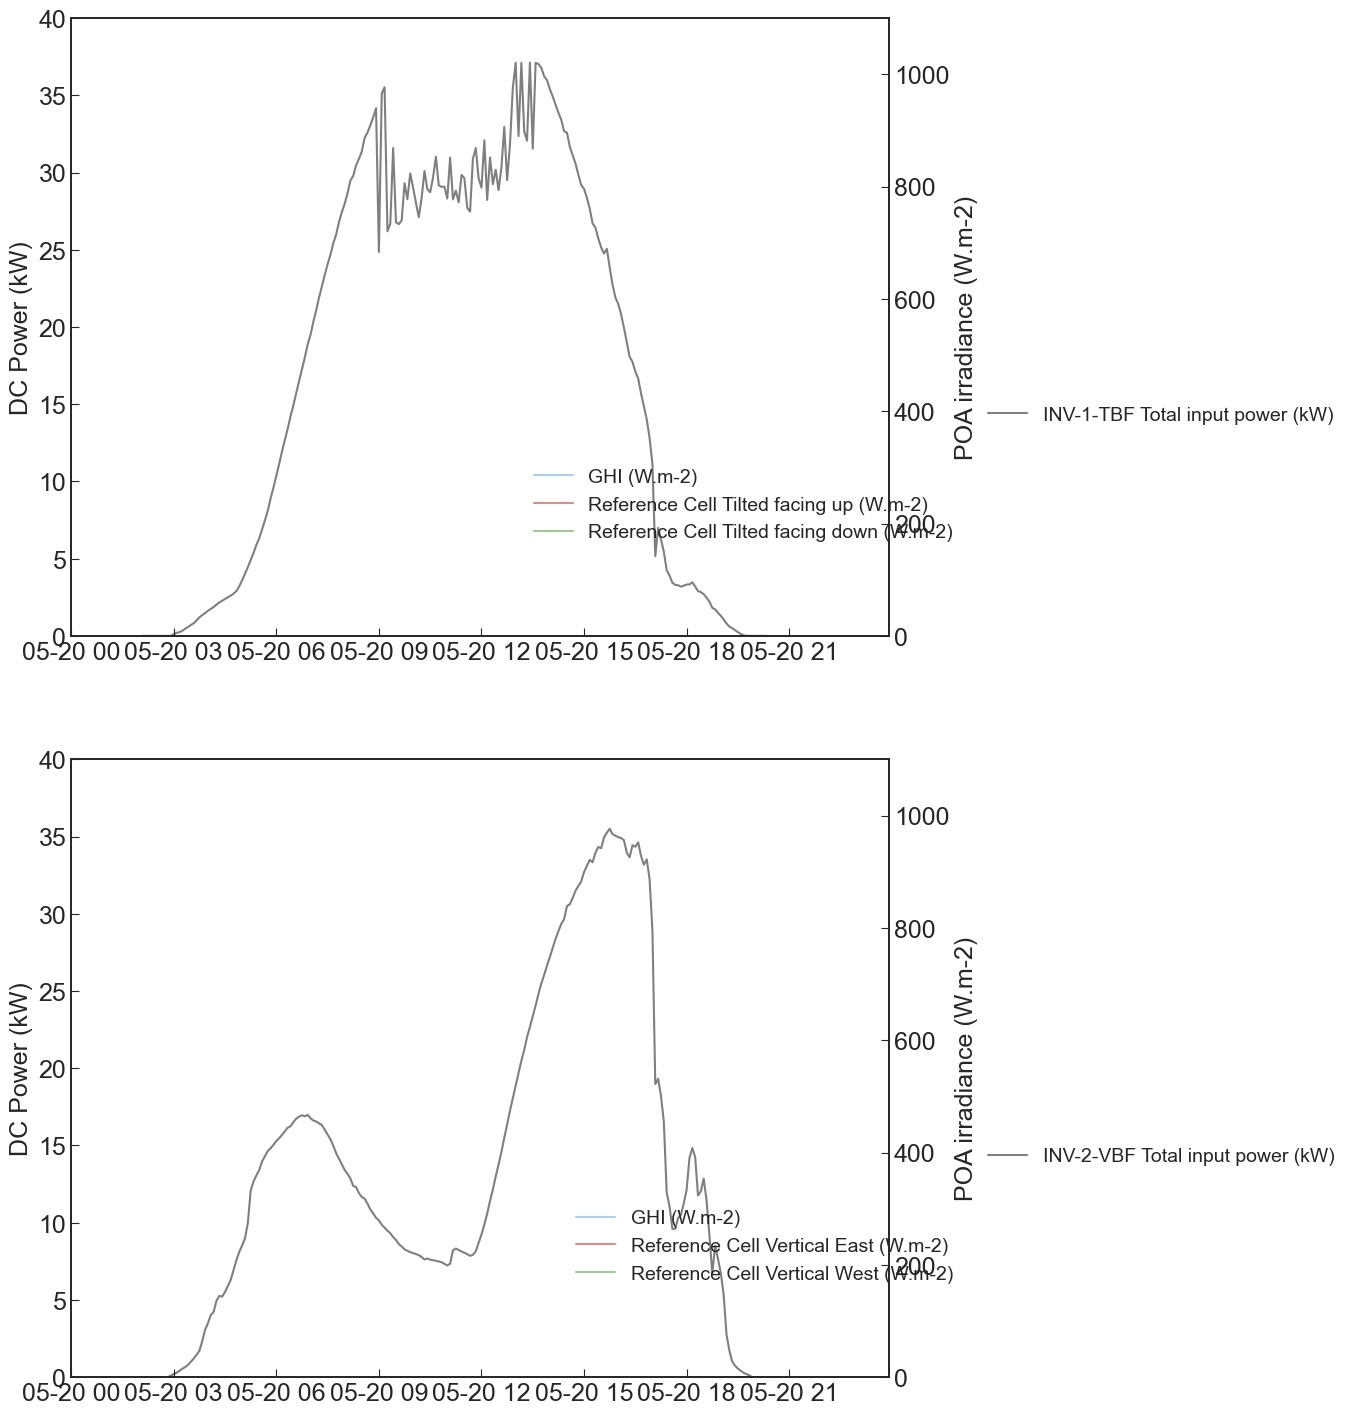 40
35
30
25
20
15
10
5
0
DC Power (kW)
1000
800
600
400
200
0
POA irradiance (W.m-2)
INV-1-TBF Total input power (kW)
GHI (W.m-2)
Reference Cell Tilted facing up (W.m-2)
Reference Cell Tilted facing down (W.m-2)
05-20 00 05-20 03 05-20 06 05-20 09 05-20 12 05-20 15 05-20 18 05-20 21
40
35
30
25
20
15
10
5
0
DC Power (kW)
1000
800
600
400
200
0
POA irradiance (W.m-2)
INV-2-VBF Total input power (kW)
GHI (W.m-2)
Reference Cell Vertical East (W.m-2)
Reference Cell Vertical West (W.m-2)
05-20 00 05-20 03 05-20 06 05-20 09 05-20 12 05-20 15 05-20 18 05-20 21